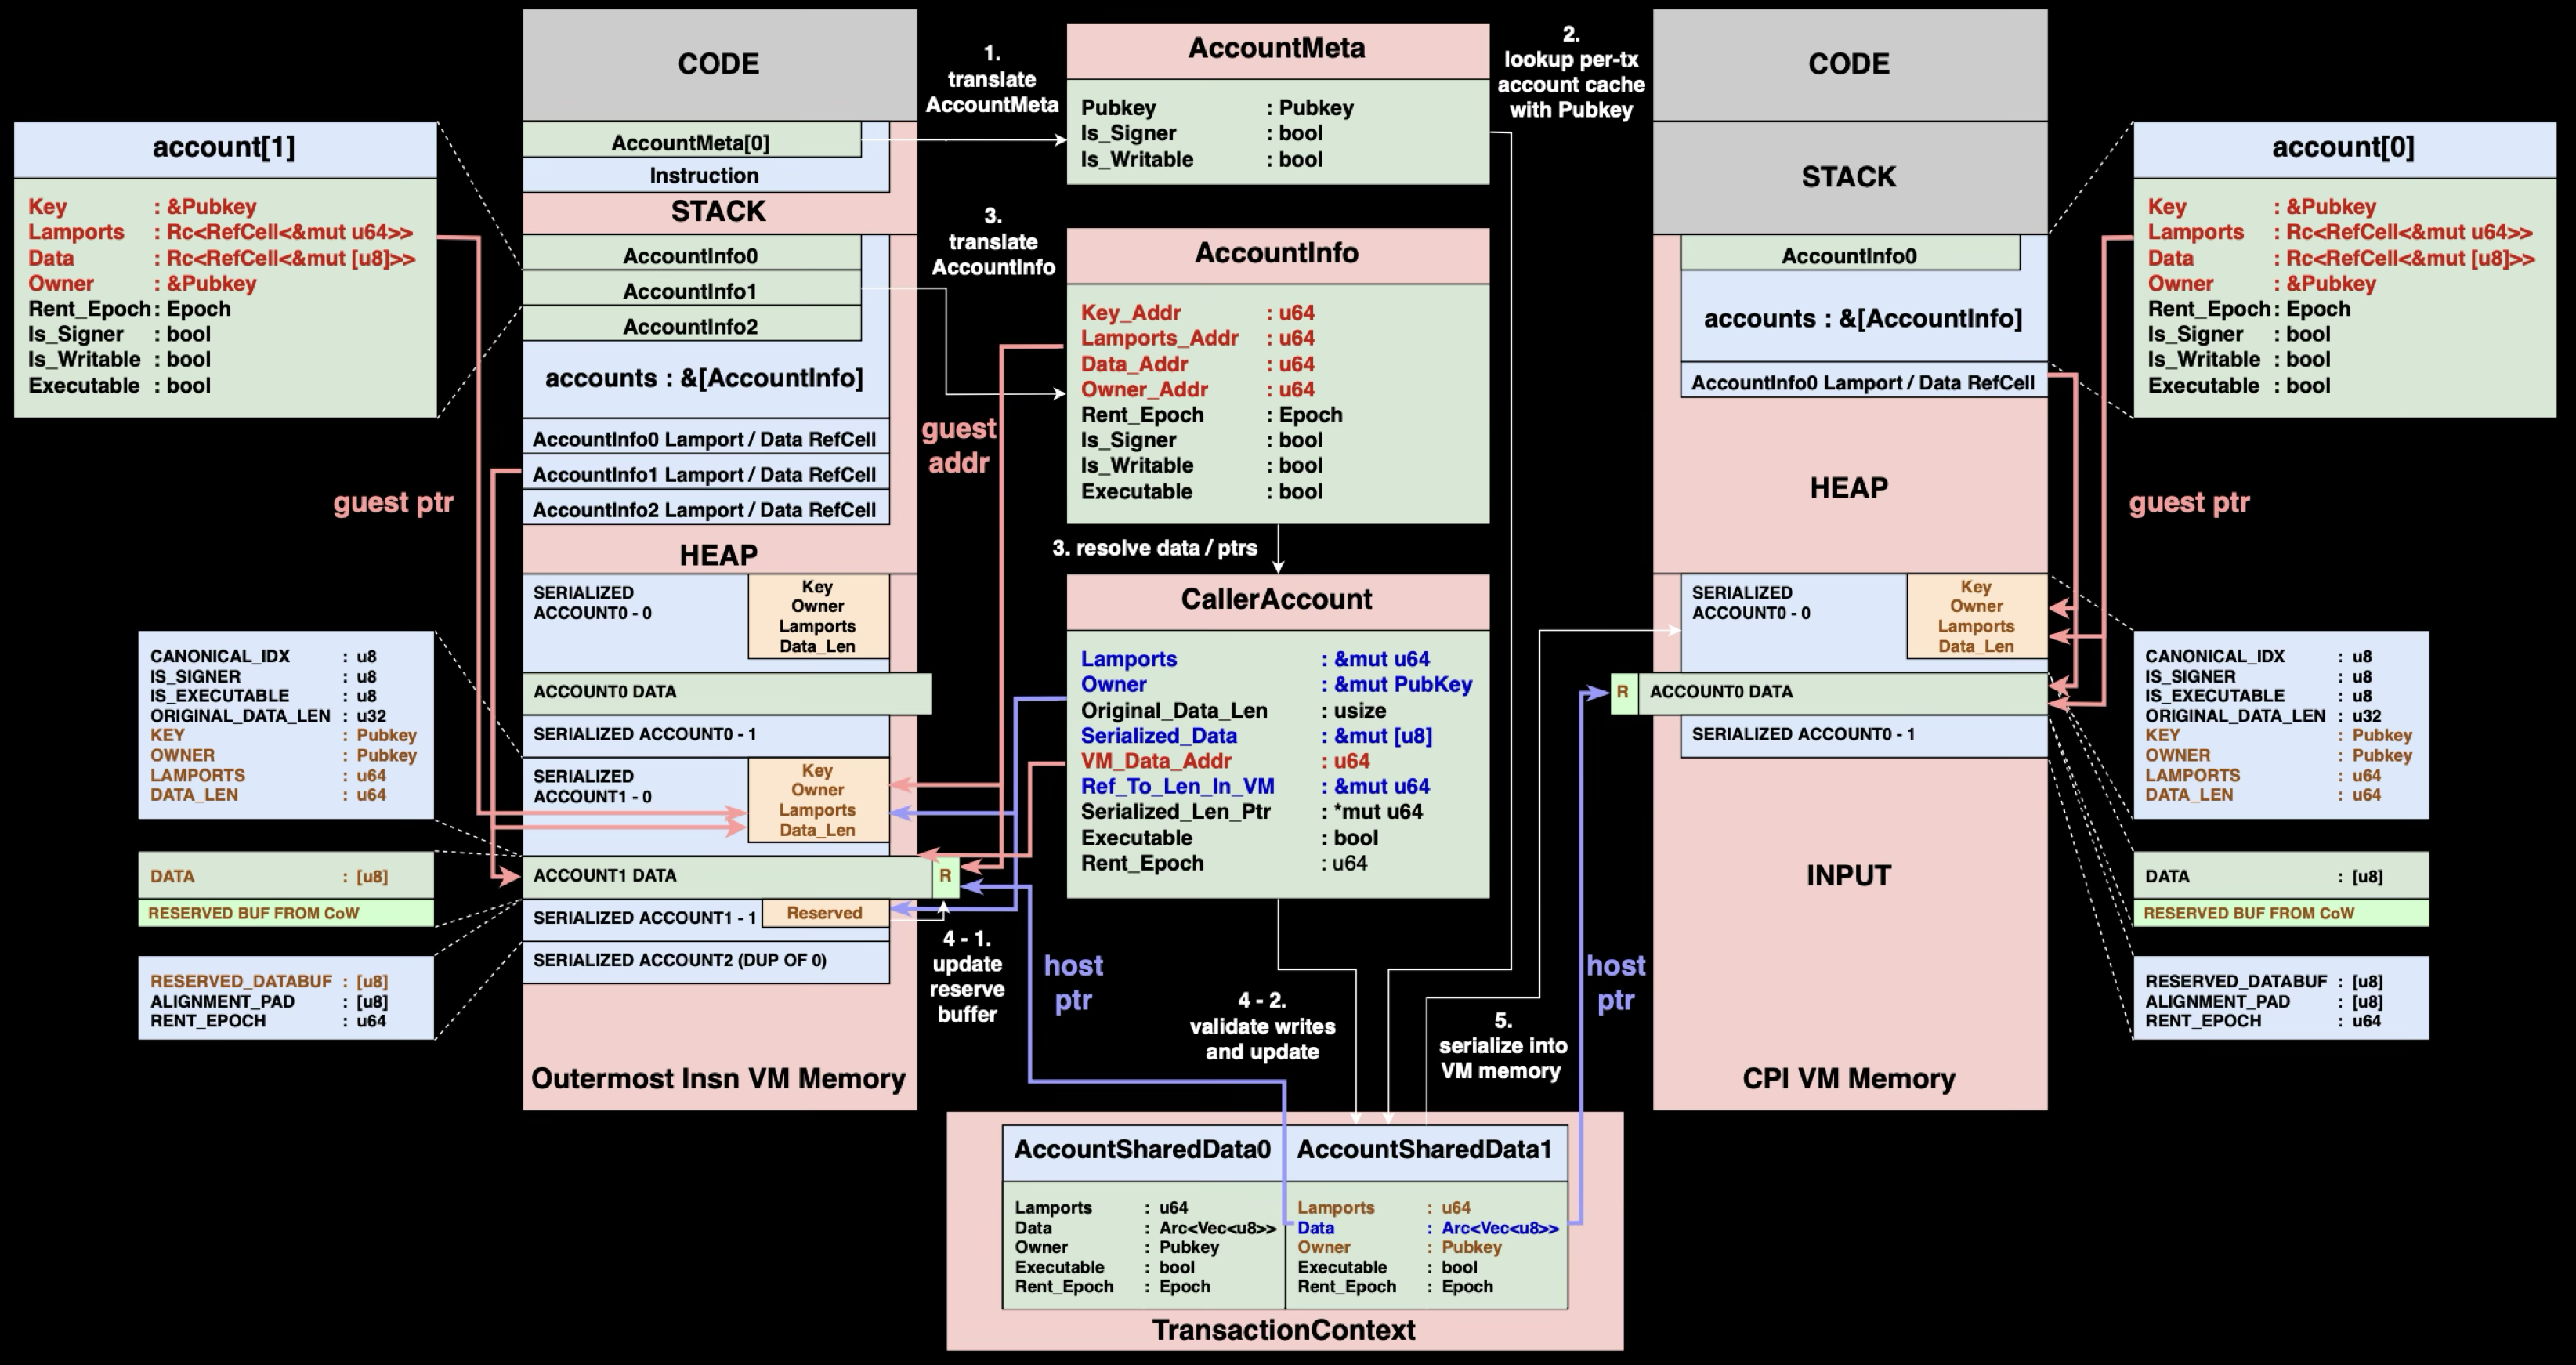 account[1]
Key : &Pubkey
Lamports : Rc<RefCell<&mut u64>>
Data : Rc<RefCell<&mut [u8]>>
Owner : &Pubkey
Rent_Epoch : Epoch
Is_Signer : bool
Is_Writable : bool
Executable : bool
guest ptr
CANONICAL_IDX : u8
IS_SIGNER : u8
IS_EXECUTABLE : u8
ORIGINAL_DATA_LEN : u32
KEY : Pubkey
OWNER : Pubkey
LAMPORTS : u64
DATA_LEN : u64
DATA : [u8]
RESERVED BUF FROM CoW
RESERVED_DATABUF : [u8]
ALIGNMENT_PAD : [u8]
RENT_EPOCH : u64
CODE
AccountMeta[0]
Instruction
STACK
AccountInfo0
AccountInfo1
AccountInfo2
accounts : &[AccountInfo]
AccountInfo0 Lamport / Data RefCell
AccountInfo1 Lamport / Data RefCell
AccountInfo2 Lamport / Data RefCell
HEAP
SERIALIZED
ACCOUNT0 - 0
Key
Owner
Lamports
Data_Len
ACCOUNT0 DATA
SERIALIZED ACCOUNT0 - 1
SERIALIZED
ACCOUNT1 - 0
Key
Owner
Lamports
Data_Len
ACCOUNT1 DATA
R
SERIALIZED ACCOUNT1 - 1
Reserved
SERIALIZED ACCOUNT2 (DUP OF 0)
Outermost Insn VM Memory
1.
translate
AccountMeta
3.
translate
AccountInfo
guest
addr
4 - 1.
update
reserve
buffer
host
ptr
AccountMeta
Pubkey : Pubkey
Is_Signer : bool
Is_Writable : bool
AccountInfo
Key_Addr : u64
Lamports_Addr : u64
Data_Addr : u64
Owner_Addr : u64
Rent_Epoch : Epoch
Is_Signer : bool
Is_Writable : bool
Executable : bool
3. resolve data / ptrs
CallerAccount
Lamports : &mut u64
Owner : &mut PubKey
Original_Data_Len : usize
Serialized_Data : &mut [u8]
VM_Data_Addr : u64
Ref_To_Len_In_VM : &mut u64
Serialized_Len_Ptr : *mut u64
Executable : bool
Rent_Epoch : u64
4 - 2.
validate writes
and update
5.
serialize into
VM memory
2.
lookup per-tx
account cache
with Pubkey
host
ptr
AccountSharedData0
Lamports : u64
Data : Arc<Vec<u8>>
Owner : Pubkey
Executable : bool
Rent_Epoch : Epoch
AccountSharedData1
Lamports : u64
Data : Arc<Vec<u8>>
Owner : Pubkey
Executable : bool
Rent_Epoch : Epoch
TransactionContext
CODE
STACK
AccountInfo0
accounts : &[AccountInfo]
AccountInfo0 Lamport / Data RefCell
HEAP
SERIALIZED
ACCOUNT0 - 0
Key
Owner
Lamports
Data_Len
R
ACCOUNT0 DATA
SERIALIZED ACCOUNT0 - 1
INPUT
CPI VM Memory
account[0]
Key : &Pubkey
Lamports : Rc<RefCell<&mut u64>>
Data : Rc<RefCell<&mut [u8]>>
Owner : &Pubkey
Rent_Epoch : Epoch
Is_Signer : bool
Is_Writable : bool
Executable : bool
guest ptr
CANONICAL_IDX : u8
IS_SIGNER : u8
IS_EXECUTABLE : u8
ORIGINAL_DATA_LEN : u32
KEY : Pubkey
OWNER : Pubkey
LAMPORTS : u64
DATA_LEN : u64
DATA : [u8]
RESERVED BUF FROM CoW
RESERVED_DATABUF : [u8]
ALIGNMENT_PAD : [u8]
RENT_EPOCH : u64